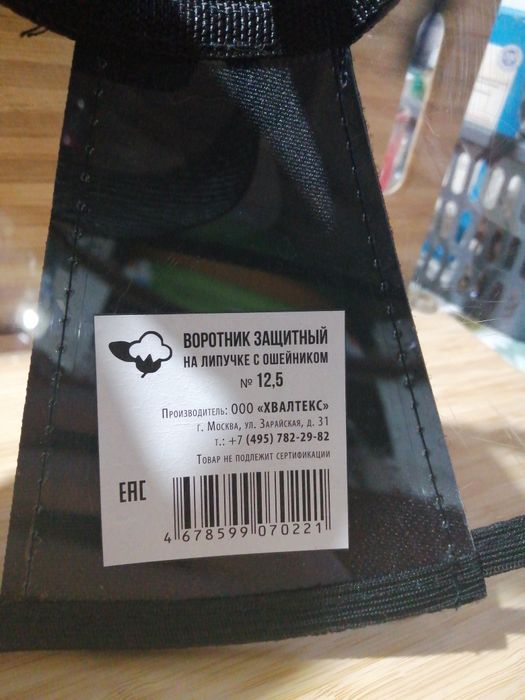 ВОРОТНИК ЗАЩИТНЫЙ
НА ЛИПУЧКЕ С ОШЕЙНИКОМ
№ 12,5
Производитель: ООО «ХВАЛТЕКС»
г. Москва, ул. Зарайская, д. 31
т.: +7 (495) 782-29-82
Товар не подлежит сертификации
EAC
4 678599 070221